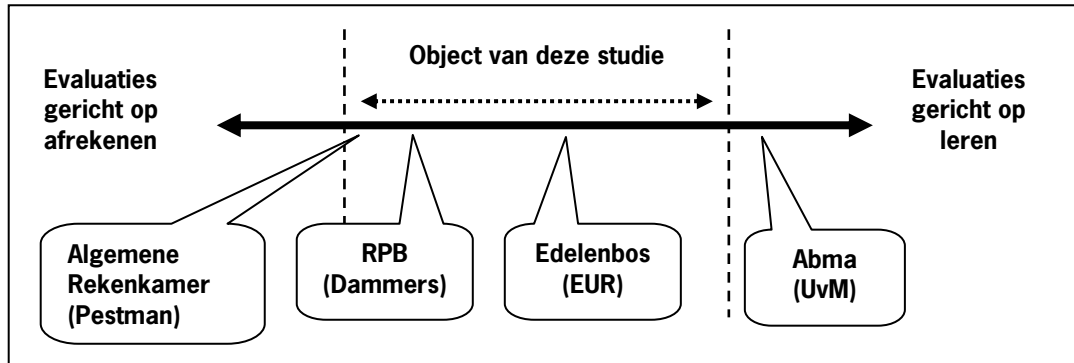 Object van deze studie
Evaluaties
gericht op
afrekenen
Evaluaties
gericht op
leren
Algemene
Rekenkamer
(Pestman)
RPB
(Dammers)
Edelenbos
(EUR)
Abma
(UvM)